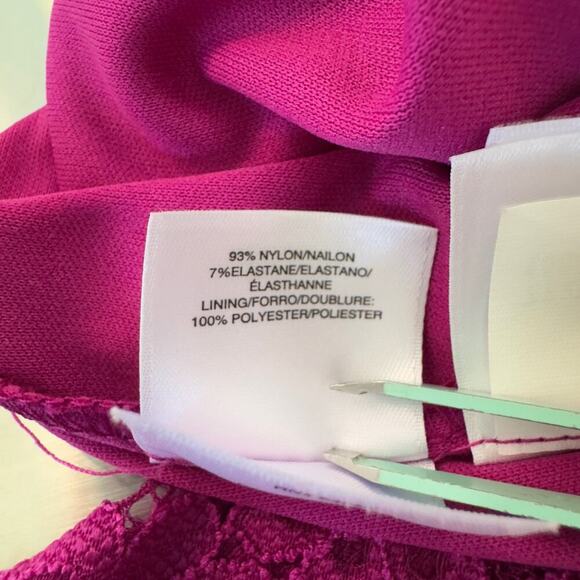 93% NYLON/NAILON
7%ELASTANE/ELASTANO/
ÉLASTHANNE
LINING/FORRO/DOUBLURE:
100% POLYESTER/POLIESTER